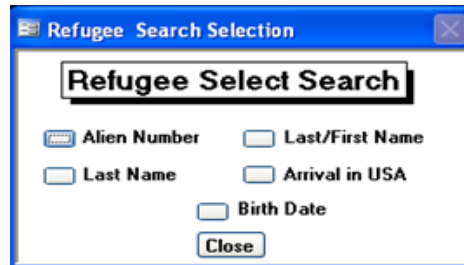 Refugee Search Selection
Refugee Select Search
Alien Number Last/First Name
Last Name Arrival in USA
Birth Date
Close